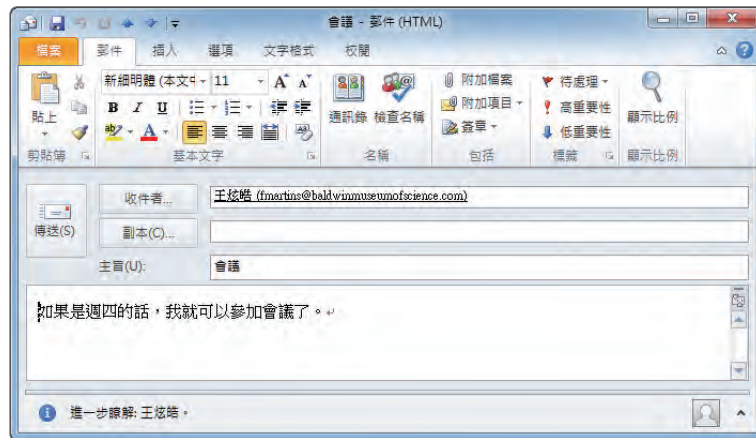 會議 - 郵件 (HTML)
檔案 郵件 插入 選項 文字格式 校閱
貼上
剪貼簿
新細明體 (本文中 11 A A
B I U
ab A
基本文字
通訊錄 檢查名稱
名稱
附加檔案
附加項目
簽章
包括
待處理
高重要性
低重要性
標籤
顯示比例
顯示比例
傳送(S)
收件者... 王炫皓 (fmartins@baldwinmuseumofscience.com)
副本(C)...
主旨(U): 會議
如果是週四的話，我就可以參加會議了。
進一步瞭解: 王炫皓。